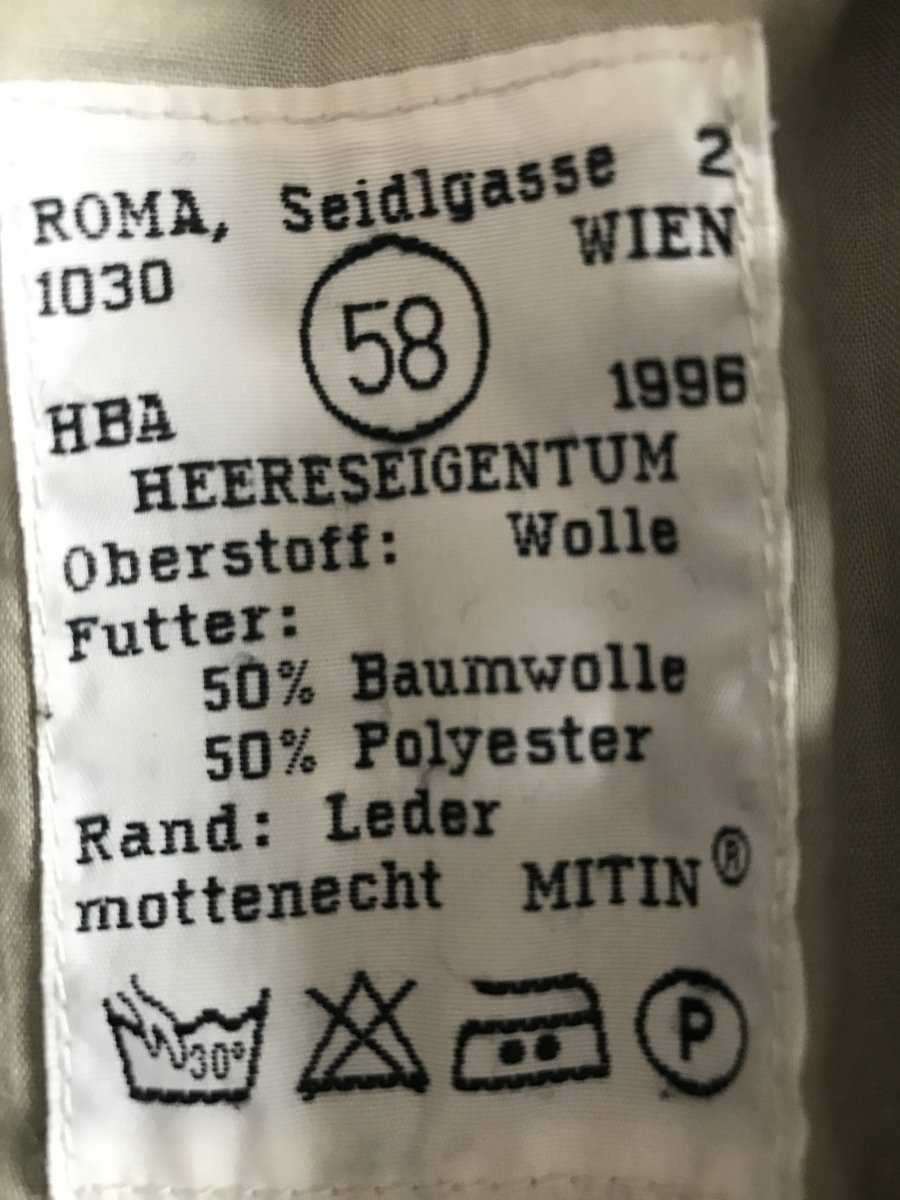 ROMA, Seidlgasse 2
1030 WIEN
58
HBA 1996
HEERESEIGENTUM
Oberstoff: Wolle
Futter:
50% Baumwolle
50% Polyester
Rand: Leder
mottenecht MITIN®
30° P